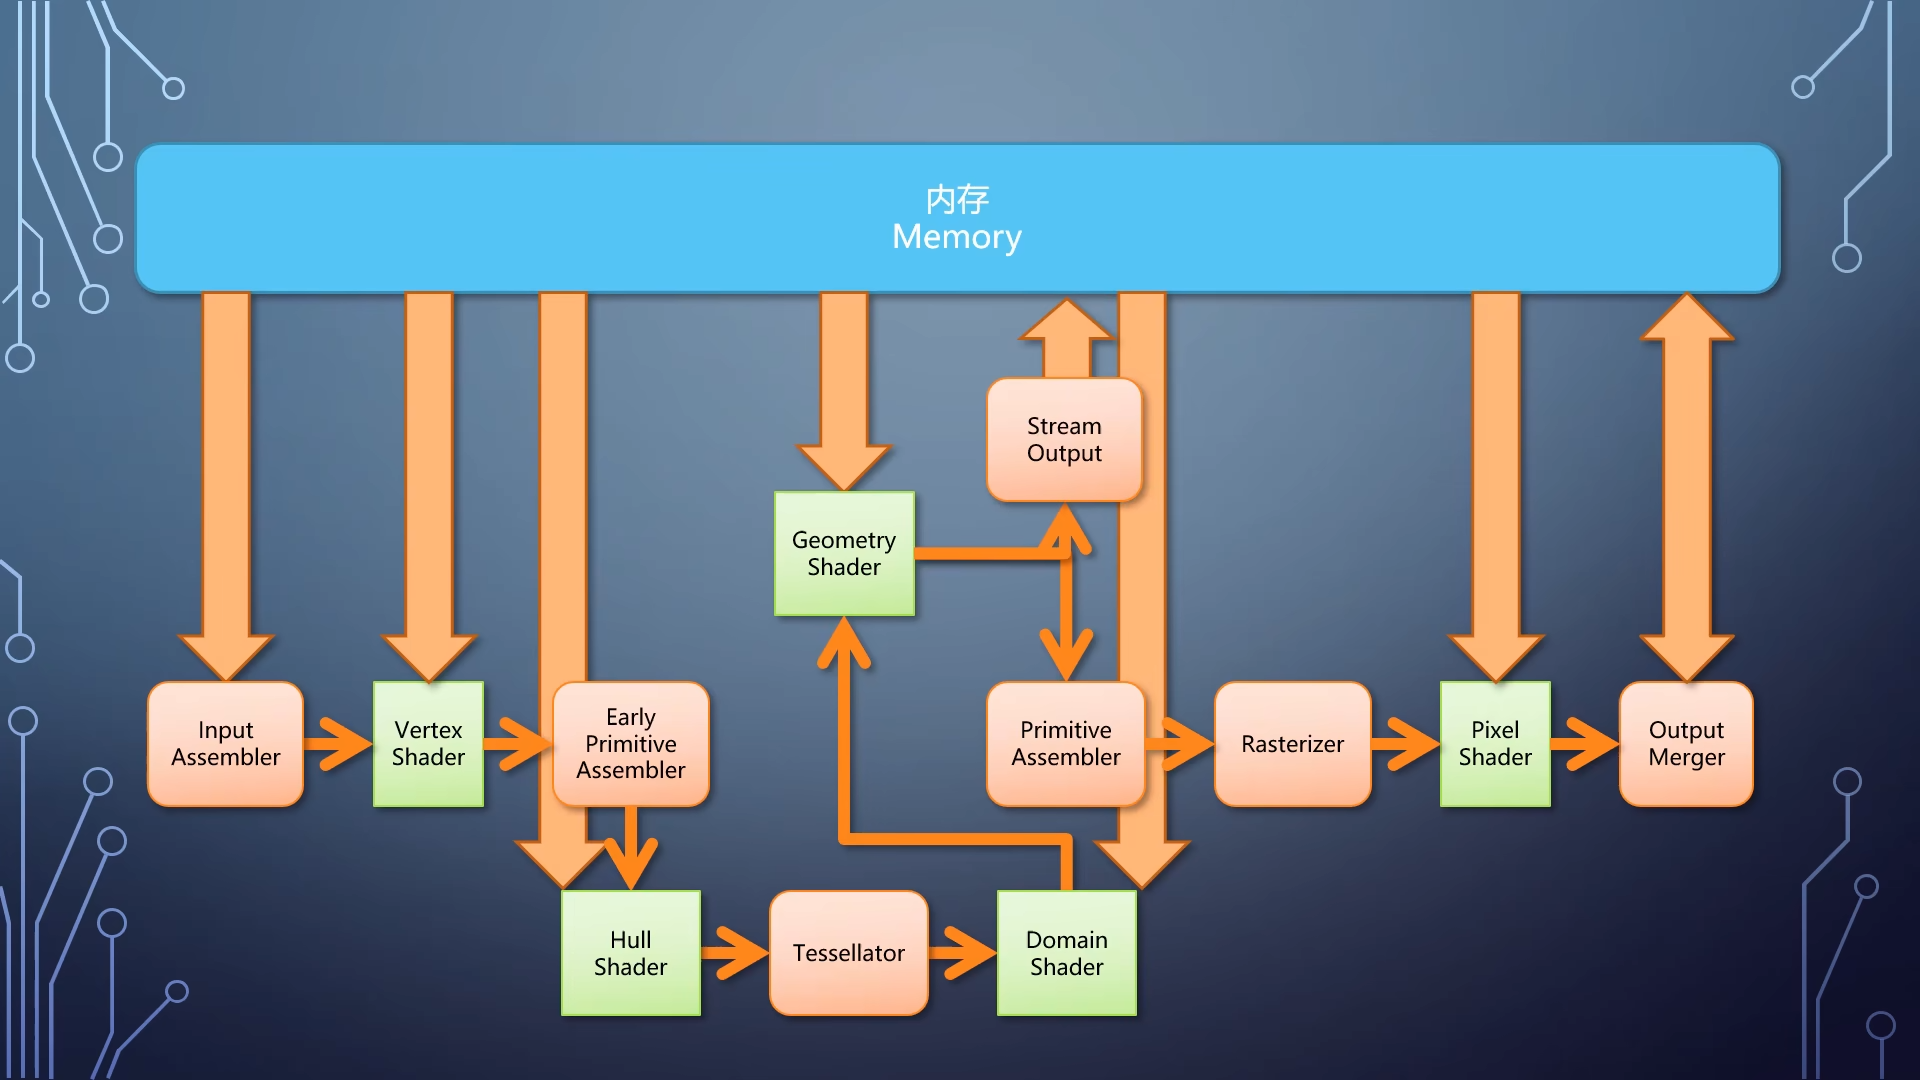 内存
Memory
Stream
Output
Geometry
Shader
Input
Assembler
Vertex
Shader
Early
Primitive
Assembler
Primitive
Assembler
Rasterizer
Pixel
Shader
Output
Merger
Hull
Shader
Tessellator
Domain
Shader